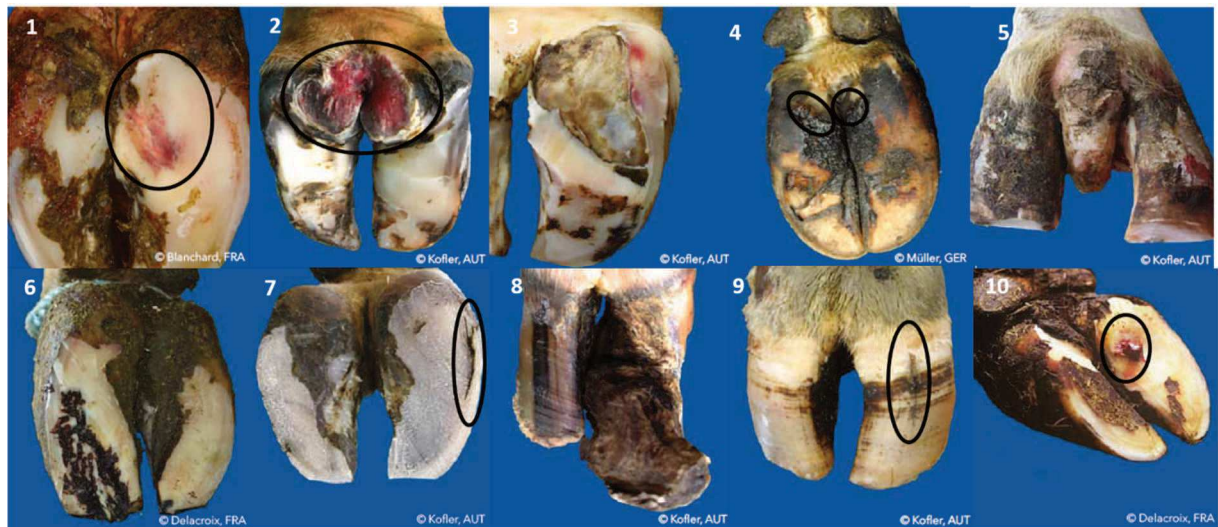 1
2
3
4
5
© Blanchard, FRA
© Kofler, AUT
© Kofler, AUT
© Müller, GER
© Kofler, AUT
6
7
8
9
10
© Delacroix, FRA
© Kofler, AUT
© Kofler, AUT
© Kofler, AUT
© Delacroix, FRA